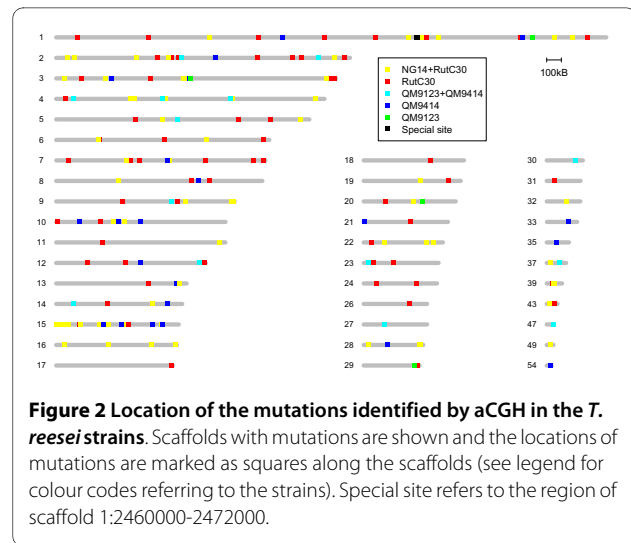 1
100kB
2
NG14+RutC30
RutC30
QM9123+QM9414
QM9414
QM9123
Special site
3
4
5
6
7 18 30
8 19 31
9 20 32
10 21 33
11 22 35
12 23 37
13 24 39
14 26 43
15 27 47
16 28 49
17 29 54
Figure 2 Location of the mutations identified by aCGH in the T.
reesei strains. Scaffolds with mutations are shown and the locations of
mutations are marked as squares along the scaffolds (see legend for
colour codes referring to the strains). Special site refers to the region of
scaffold 1:2460000-2472000.